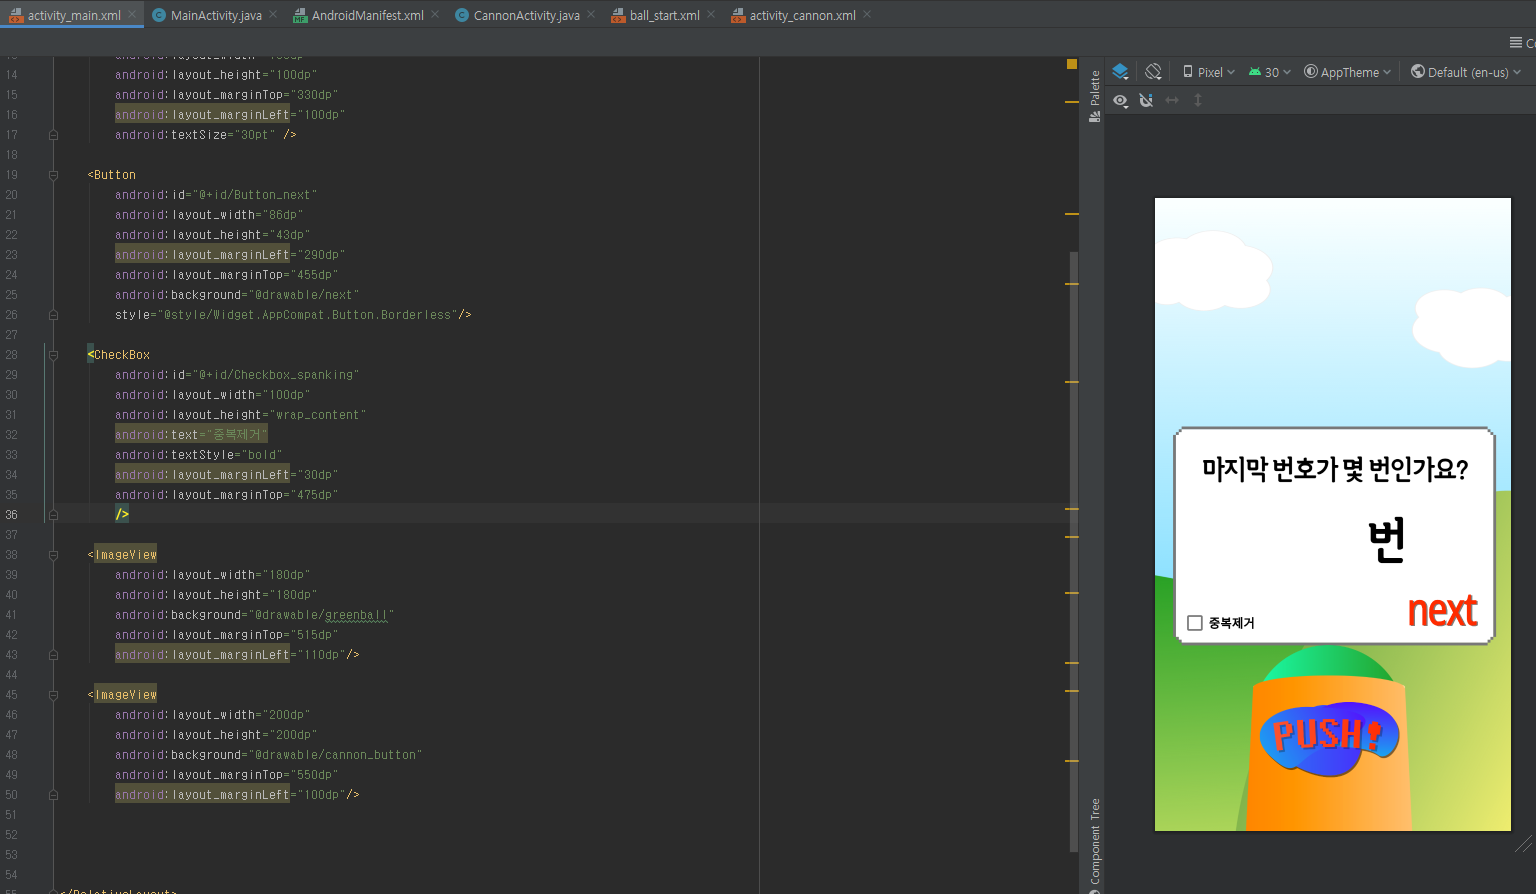 activity_main.xml MainActivity.java AndroidManifest.xml CannonActivity.java ball_start.xml activity_cannon.xml
14 android:layout_height="100dp"
15 android:layout_marginTop="330dp"
16 android:layout_marginLeft="100dp"
17 android:textSize="30pt" />
18
19 <Button
20 android:id="@+id/Button_next"
21 android:layout_width="86dp"
22 android:layout_height="43dp"
23 android:layout_marginLeft="290dp"
24 android:layout_marginTop="455dp"
25 android:background="@drawable/next"
26 style="@style/Widget.AppCompat.Button.Borderless"/>
27
28 <CheckBox
29 android:id="@+id/Checkbox_spanking"
30 android:layout_width="100dp"
31 android:layout_height="wrap_content"
32 android:text="중복제거"
33 android:textStyle="bold"
34 android:layout_marginLeft="30dp"
35 android:layout_marginTop="475dp"
36 />
37
38 <ImageView
39 android:layout_width="180dp"
40 android:layout_height="180dp"
41 android:background="@drawable/greenball"
42 android:layout_marginTop="515dp"
43 android:layout_marginLeft="110dp"/>
44
45 <ImageView
46 android:layout_width="200dp"
47 android:layout_height="200dp"
48 android:background="@drawable/cannon_button"
49 android:layout_marginTop="550dp"
50 android:layout_marginLeft="100dp"/>
51
52
53
54
Palette
Component Tree
Pixel 30 AppTheme Default (en-us)
마지막 번호가 몇 번인가요?
번
next
중복제거
PUSH!